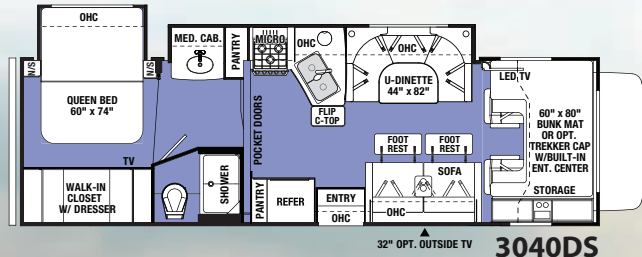 OHC
N/S
N/S
QUEEN BED
60" x 74"
TV
WALK-IN
CLOSET
W/ DRESSER
MED. CAB.
PANTRY
SHOWER
POCKET DOORS
MICRO
OHC
FLIP
C-TOP
PANTRY
REFER
ENTRY
OHC
OHC
U-DINETTE
44" x 82"
FOOT
REST
FOOT
REST
SOFA
OHC
32" OPT. OUTSIDE TV
LED TV
60" x 80"
BUNK MAT
OR OPT.
TREKKER CAP
W/BUILT-IN
ENT. CENTER
STORAGE
3040DS